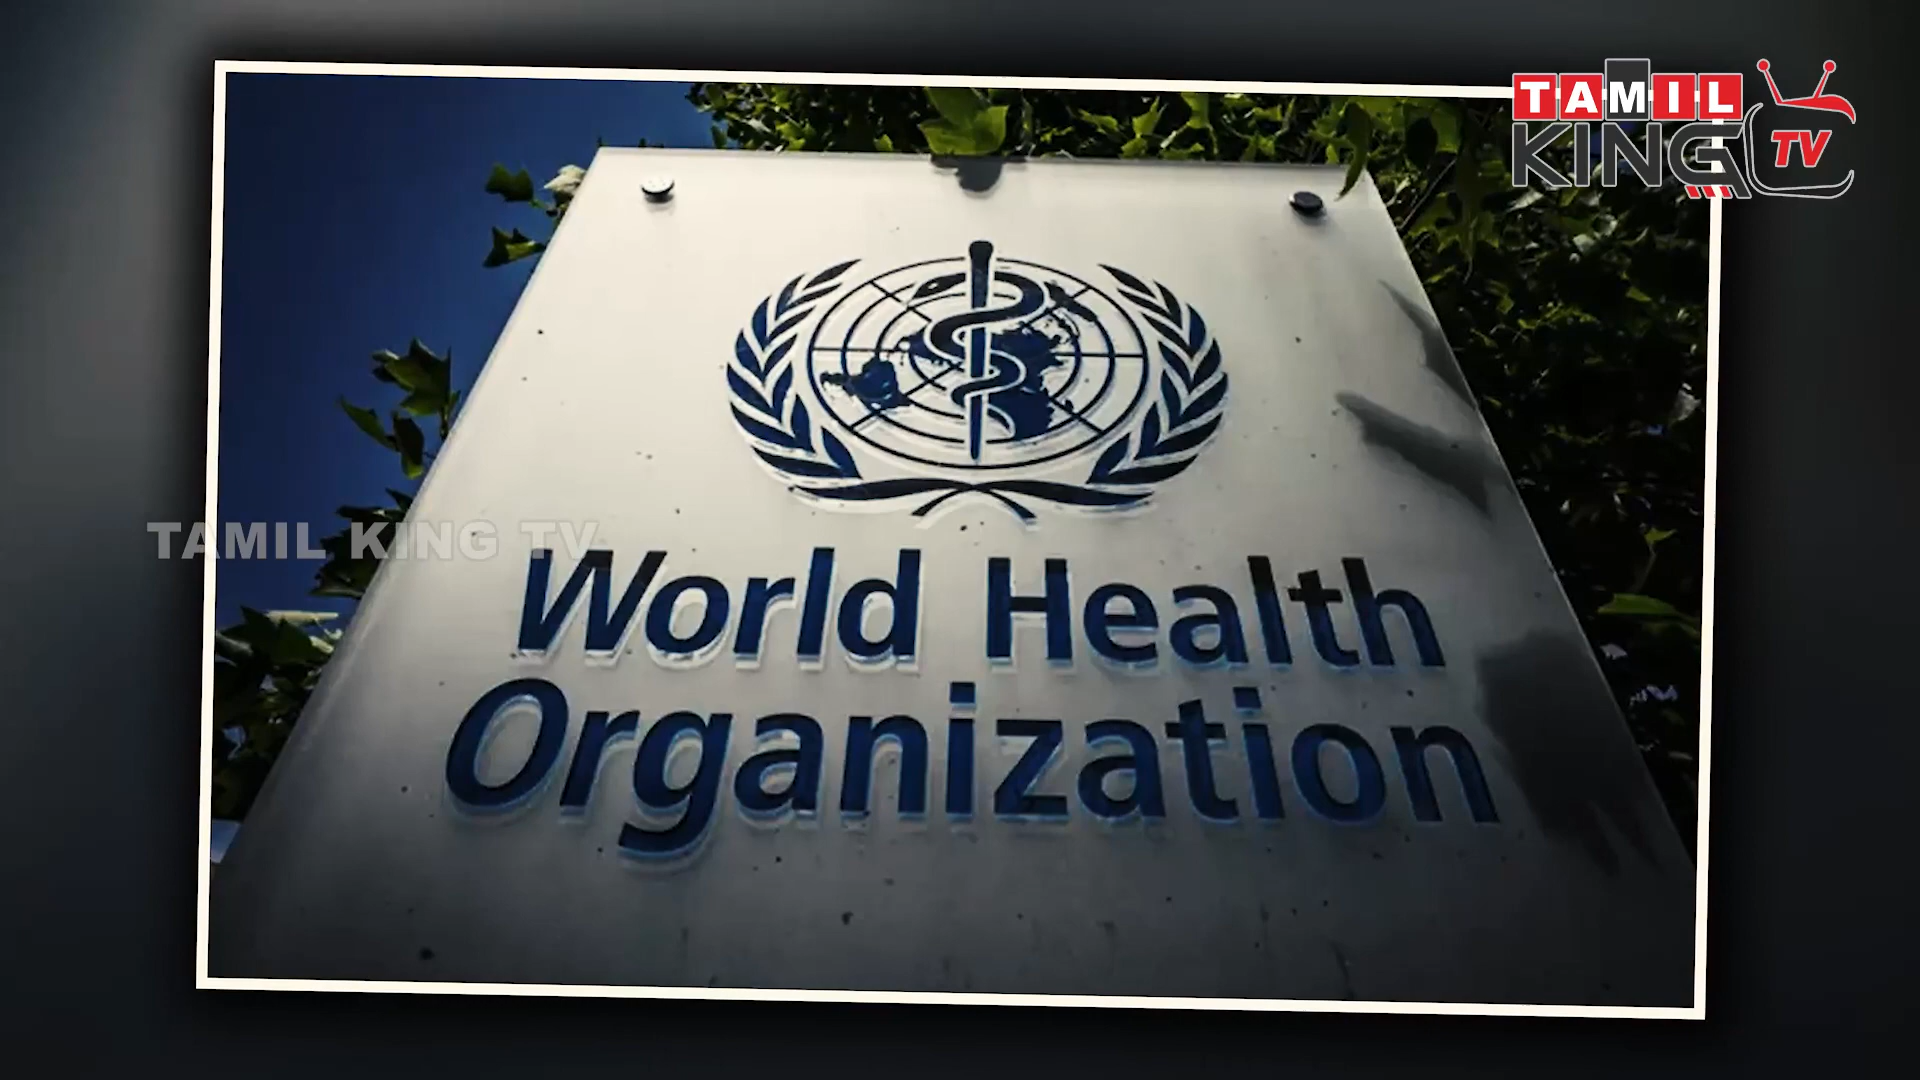 TAMIL
KING TV
TAMIL KING TV
World Health
Organization